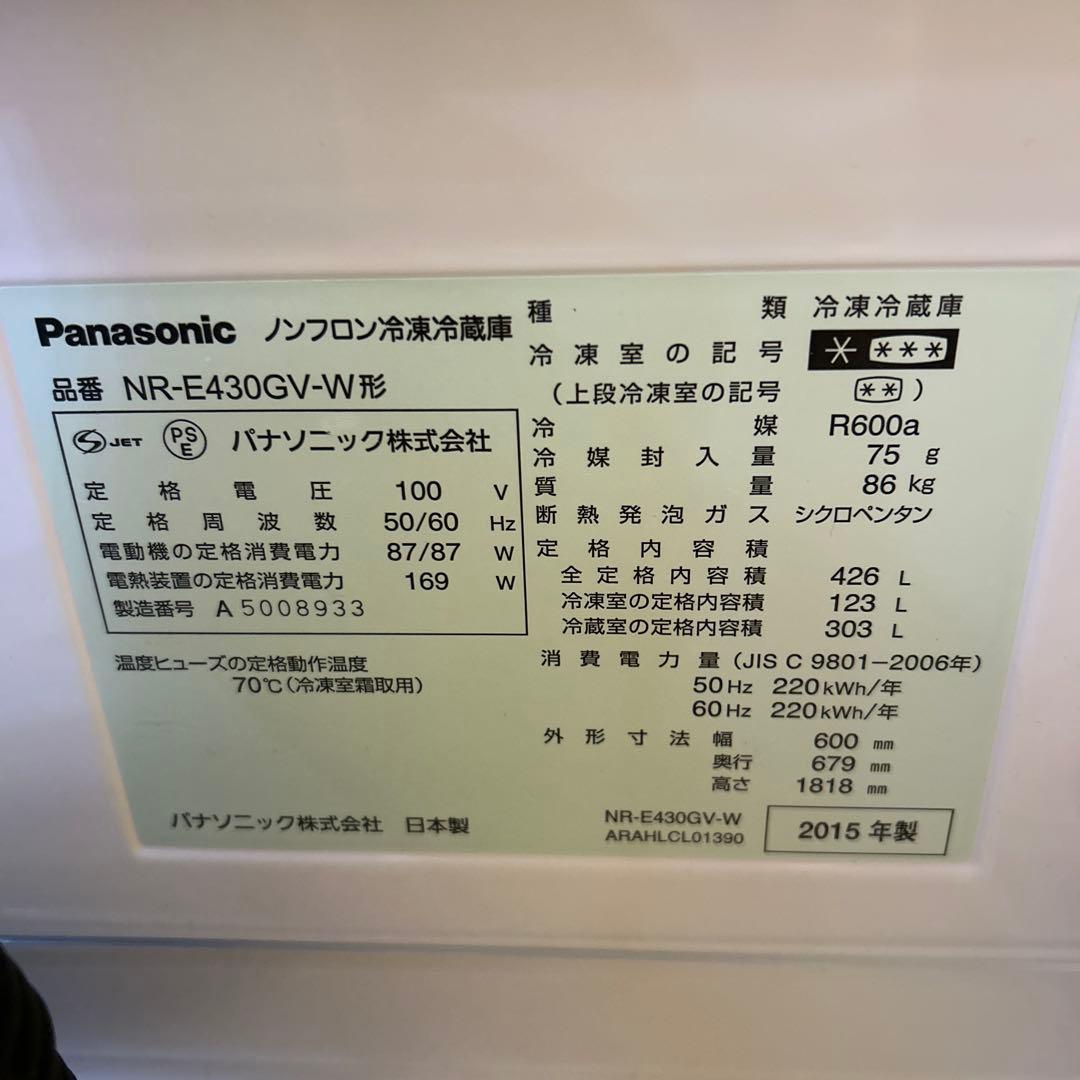 Panasonic ノンフロン冷凍冷蔵庫
品番 NR-E430GV-W形
JET PSE パナソニック株式会社
定格電圧 100 V
定格周波数 50/60 Hz
電動機の定格消費電力 87/87 W
電熱装置の定格消費電力 169 W
製造番号 A5008933
温度ヒューズの定格動作温度
70℃(冷凍室霜取用)
パナソニック株式会社 日本製
種類 冷凍冷蔵庫
冷凍室の記号 * ***
(上段冷凍室の記号 ** )
冷媒 R600a
冷媒封入量 75 g
質量 86 kg
断熱発泡ガス シクロペンタン
定格内容積
全定格内容積 426 L
冷凍室の定格内容積 123 L
冷蔵室の定格内容積 303 L
消費電力量(JIS C 9801-2006年)
50Hz 220kWh/年
60Hz 220kWh/年
外形寸法幅 600 mm
奥行 679 mm
高さ 1818 mm
NR-E430GV-W
ARAHLCL01390
2015年製